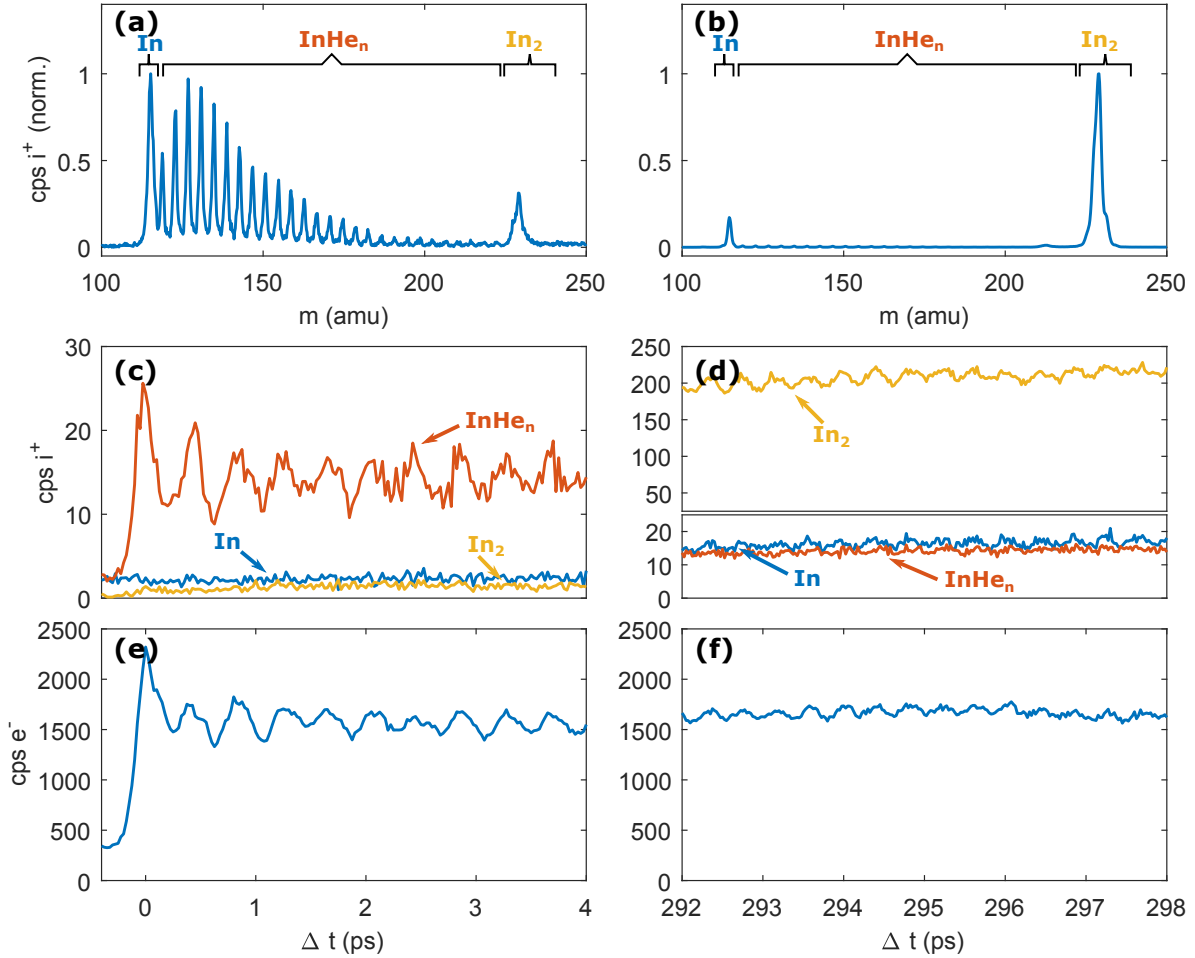 (a)
In
InHeₙ
In₂
cps i⁺ (norm.)
1
0.5
0
100
150
200
250
m (amu)
(b)
In
InHeₙ
In₂
1
0.5
0
100
150
200
250
m (amu)
(c)
cps i⁺
30
20
10
0
InHeₙ
In
In₂
(d)
250
200
150
100
50
In₂
20
10
0
In
InHeₙ
(e)
cps e⁻
2500
2000
1500
1000
500
0
0
1
2
3
4
Δ t (ps)
(f)
2500
2000
1500
1000
500
0
292
293
294
295
296
297
298
Δ t (ps)